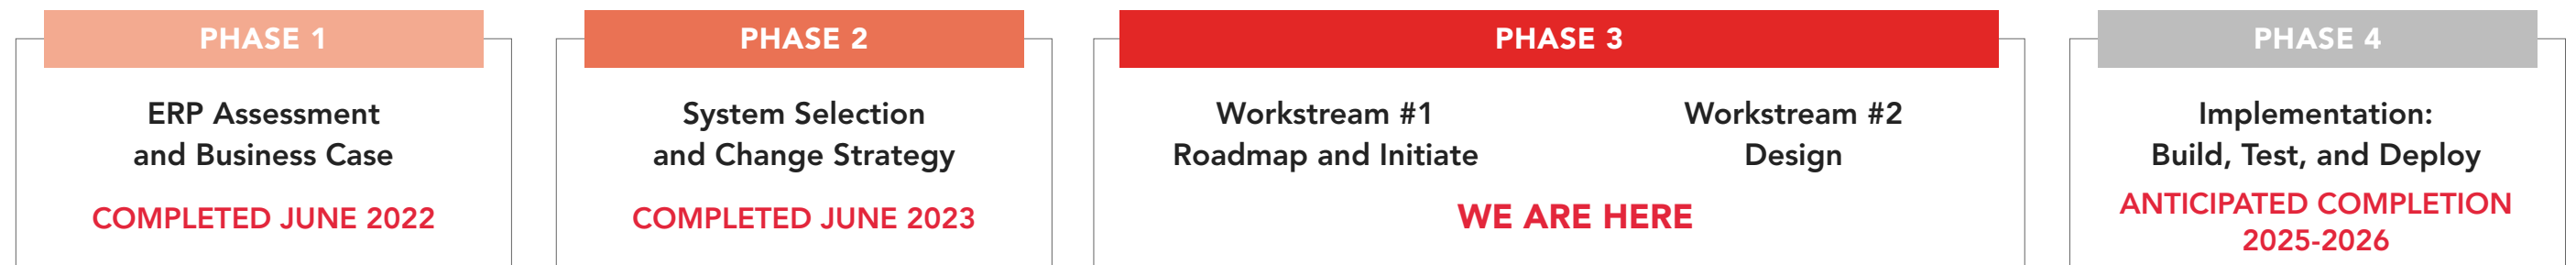 PHASE 1
ERP Assessment
and Business Case
COMPLETED JUNE 2022
PHASE 2
System Selection
and Change Strategy
COMPLETED JUNE 2023
PHASE 3
Workstream #1
Roadmap and Initiate
Workstream #2
Design
WE ARE HERE
PHASE 4
Implementation:
Build, Test, and Deploy
ANTICIPATED COMPLETION
2025-2026